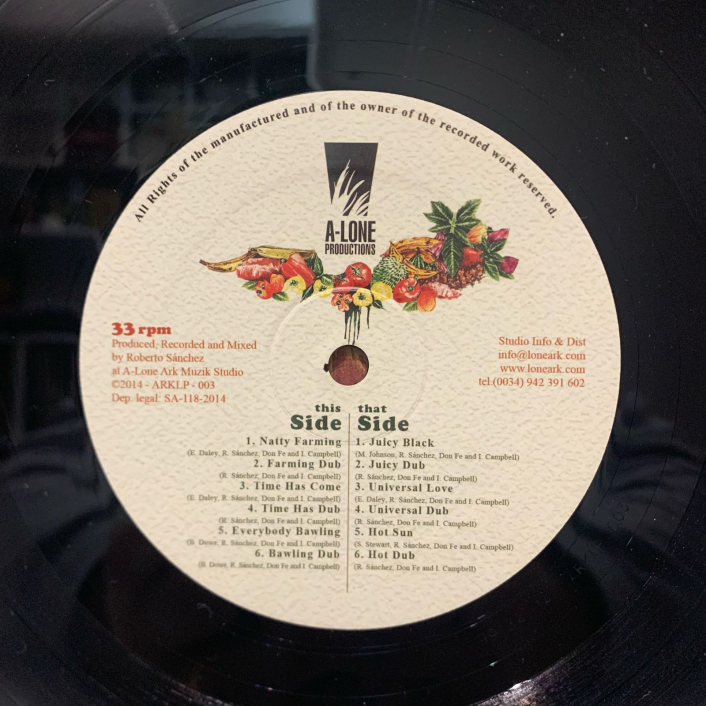 All Rights of the manufactured and of the owner of the recorded work reserved.
A-LONE
PRODUCTIONS
33 rpm
Produced, Recorded and Mixed
by Roberto Sánchez
at A-Lone Ark Muzik Studio
©2014 - ARKLP - 003
Dep. legal: SA-118-2014
Studio Info & Dist
info@loneark.com
www.loneark.com
tel.(0034) 942 391 602
this
Side
1. Natty Farming
(E. Daley, R. Sánchez, Don Fe and I. Campbell)
2. Farming Dub
(R. Sánchez, Don Fe and I. Campbell)
3. Time Has Come
(E. Daley, R. Sánchez, Don Fe and I. Campbell)
4. Time Has Dub
(R. Sánchez, Don Fe and I. Campbell)
5. Everybody Bawling
(B. Dowe, R. Sánchez, Don Fe and I. Campbell)
6. Bawling Dub
(B. Dowe, R. Sánchez, Don Fe and I. Campbell)
that
Side
1. Juicy Black
(M. Johnson, R. Sánchez, Don Fe and I. Campbell)
2. Juicy Dub
(R. Sánchez, Don Fe and I. Campbell)
3. Universal Love
(E. Daley, R. Sánchez, Don Fe and I. Campbell)
4. Universal Dub
(R. Sánchez, Don Fe and I. Campbell)
5. Hot Sun
(S. Stewart, R. Sánchez, Don Fe and I. Campbell)
6. Hot Dub
(R. Sánchez, Don Fe and I. Campbell)